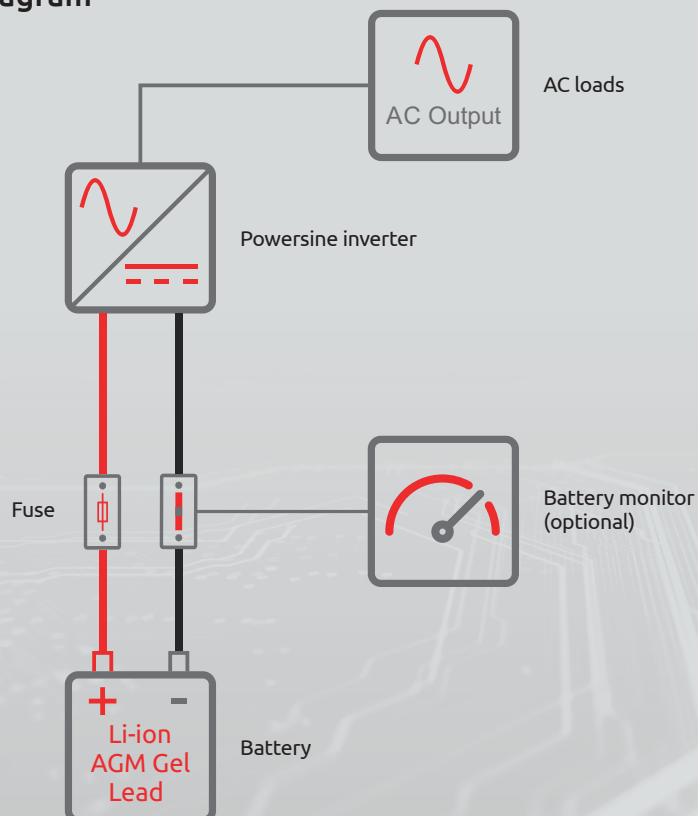 AC loads
AC Output
Powersine inverter
Fuse
Battery monitor
(optional)
+ -
Li-ion
AGM Gel
Lead
Battery